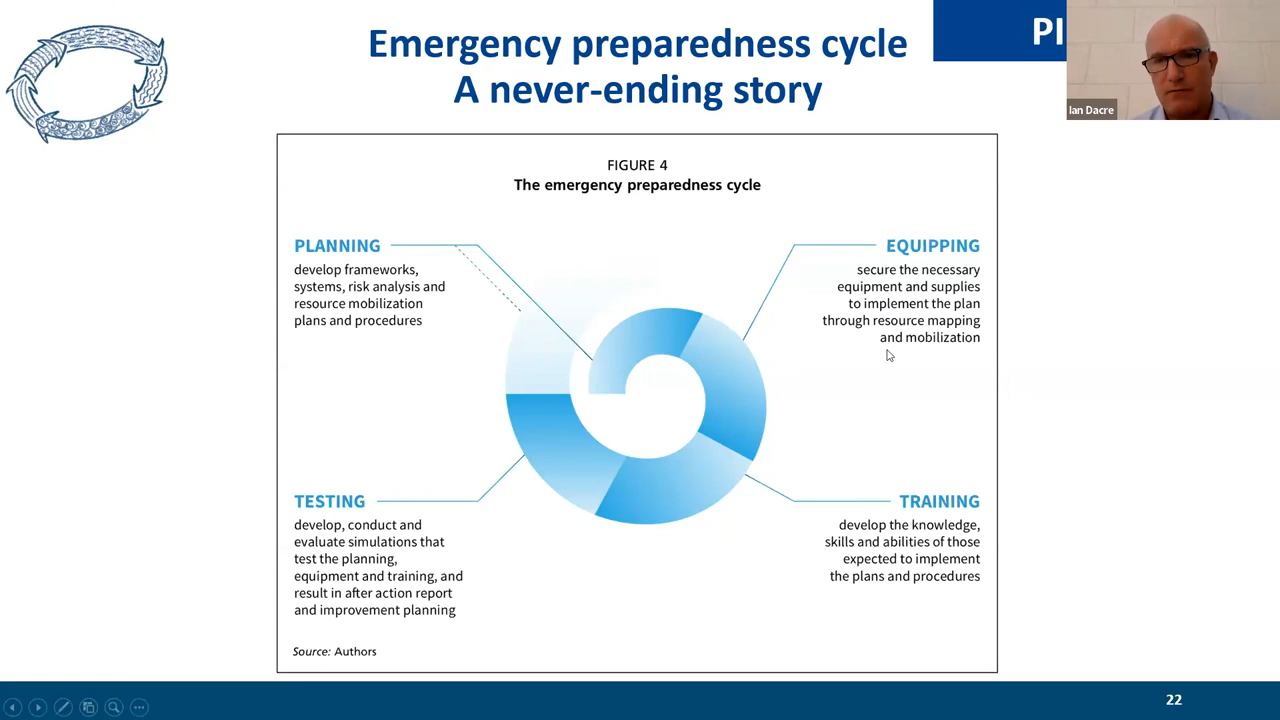 Emergency preparedness cycle
A never-ending story
PI
Ian Dacre
FIGURE 4
The emergency preparedness cycle
PLANNING
develop frameworks,
systems, risk analysis and
resource mobilization
plans and procedures
EQUIPPING
secure the necessary
equipment and supplies
to implement the plan
through resource mapping
and mobilization
TESTING
develop, conduct and
evaluate simulations that
test the planning,
equipment and training, and
result in after action report
and improvement planning
TRAINING
develop the knowledge,
skills and abilities of those
expected to implement
the plans and procedures
Source: Authors
22